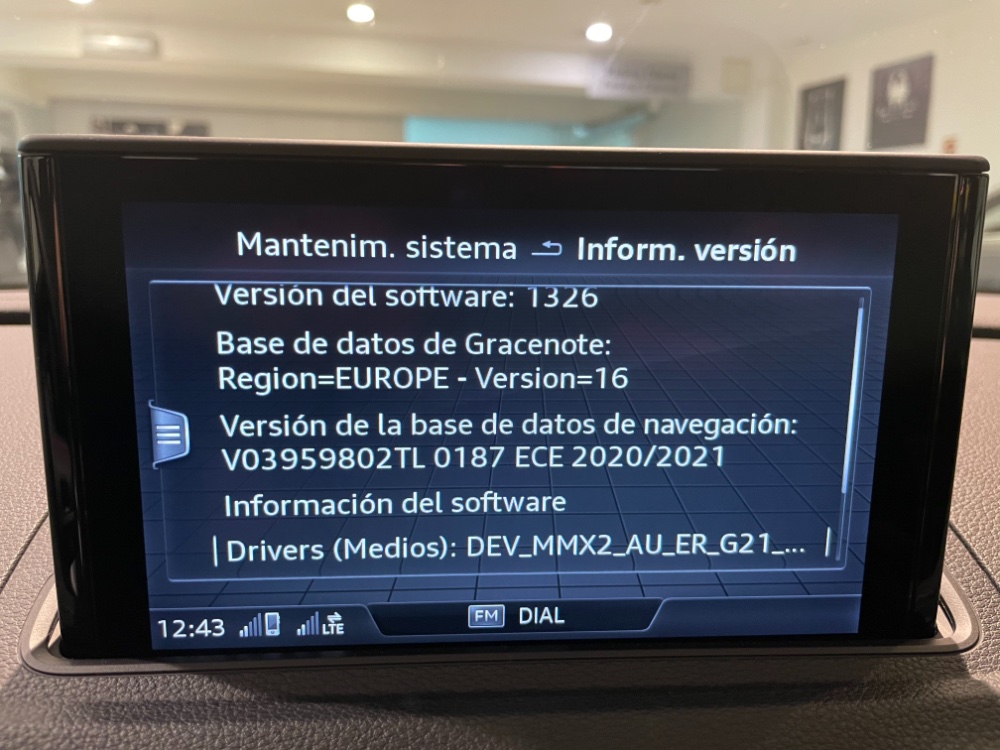 Mantenim. sistema Inform. versión
Versión del software: 1326
Base de datos de Gracenote:
Region=EUROPE - Version=16
Versión de la base de datos de navegación:
V03959802TL 0187 ECE 2020/2021
Información del software
Drivers (Medios): DEV_MMX2_AU_ER_G21_...
12:43 LTE FM DIAL